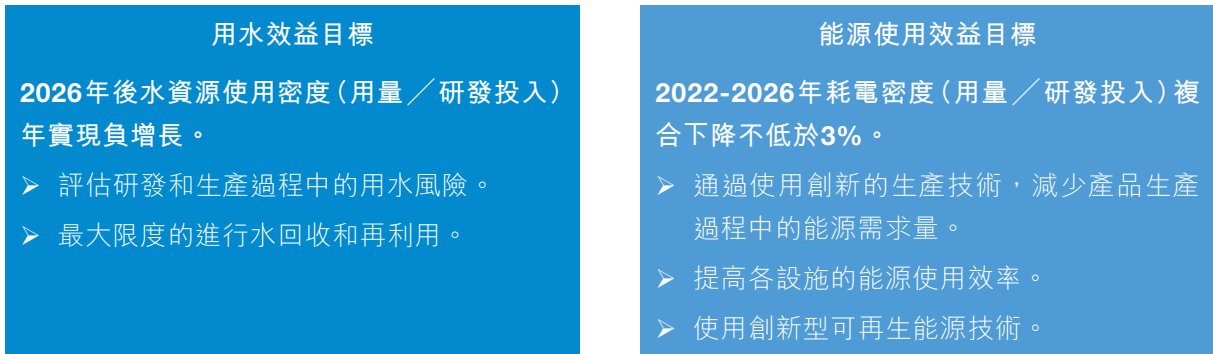 用水效益目標
2026年後水資源使用密度（用量／研發投入）
年實現負增長。
➢ 評估研發和生產過程中的用水風險。
➢ 最大限度的進行水回收和再利用。
能源使用效益目標
2022-2026年耗電密度（用量／研發投入）複
合下降不低於3%。
➢ 通過使用創新的生產技術，減少產品生產
過程中的能源需求量。
➢ 提高各設施的能源使用效率。
➢ 使用創新型可再生能源技術。